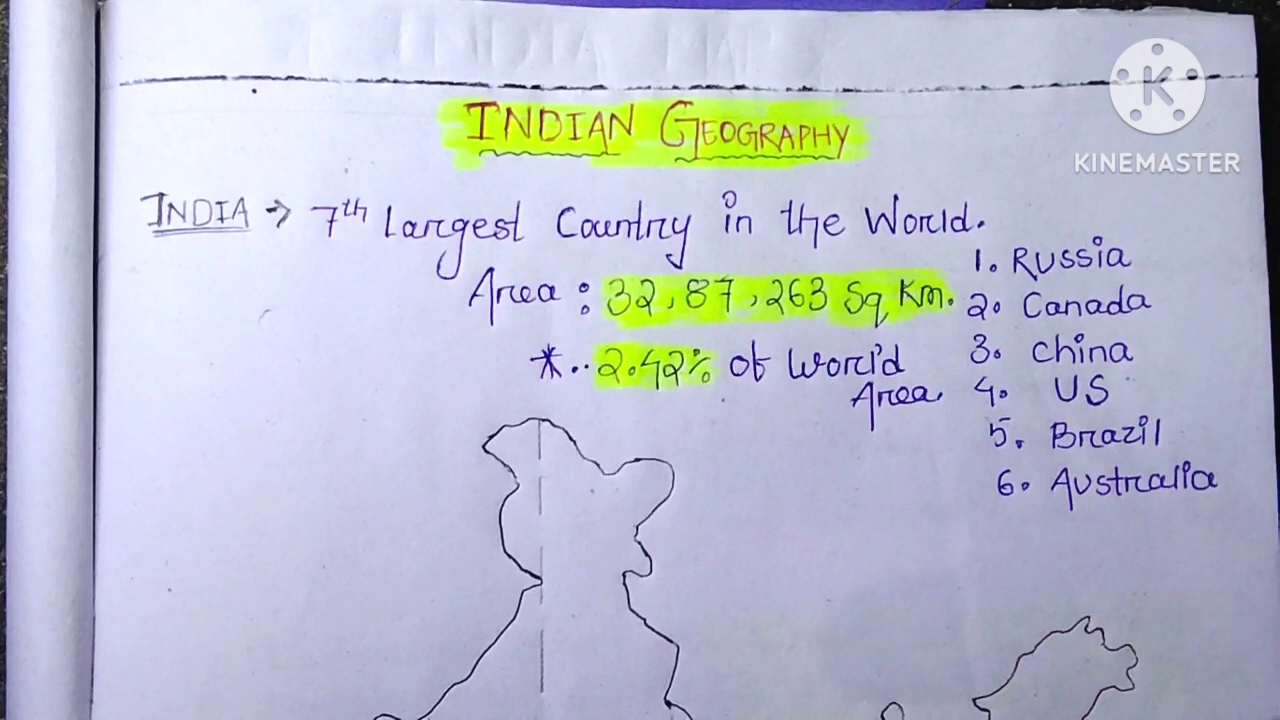 INDIAN GEOGRAPHY
INDIA → 7th Largest Country in the World.
Area : 32,87,263 Sq Km.
*.. 2.42% of World Area.
1. Russia
2. Canada
3. China
4. US
5. Brazil
6. Australia
K
KINEMASTER